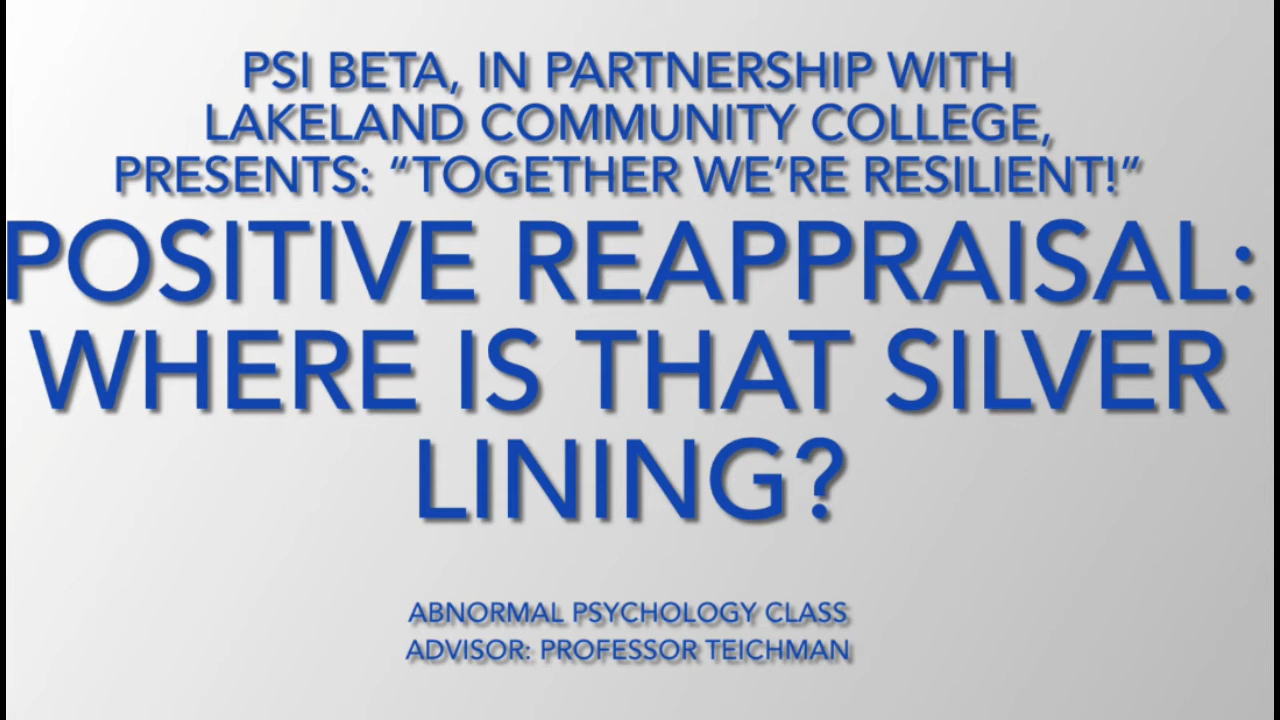 PSI BETA, IN PARTNERSHIP WITH
LAKELAND COMMUNITY COLLEGE,
PRESENTS: “TOGETHER WE’RE RESILIENT!”
POSITIVE REAPPRAISAL:
WHERE IS THAT SILVER
LINING?
ABNORMAL PSYCHOLOGY CLASS
ADVISOR: PROFESSOR TEICHMAN